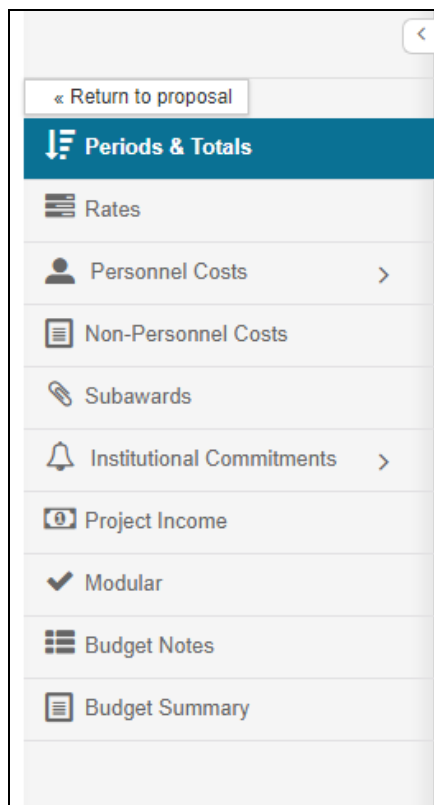 « Return to proposal
Periods & Totals
Rates
Personnel Costs
Non-Personnel Costs
Subawards
Institutional Commitments
Project Income
Modular
Budget Notes
Budget Summary